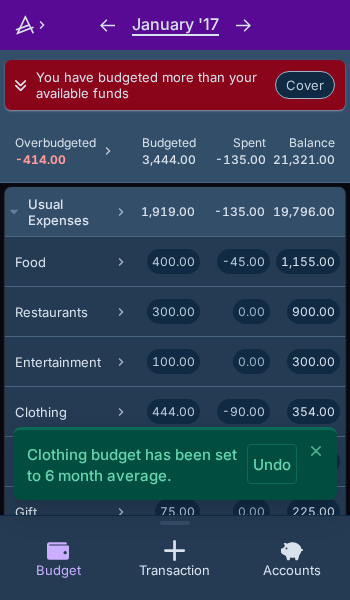 January '17
You have budgeted more than your
available funds
Cover
Overbudgeted Budgeted Spent Balance
-414.00 3,444.00 -135.00 21,321.00
Usual
Expenses 1,919.00 -135.00 19,796.00
Food 400.00 -45.00 1,155.00
Restaurants 300.00 0.00 900.00
Entertainment 100.00 0.00 300.00
Clothing 444.00 -90.00 354.00
Clothing budget has been set
to 6 month average.
Undo
Gift 75.00 0.00 225.00
Budget Transaction Accounts